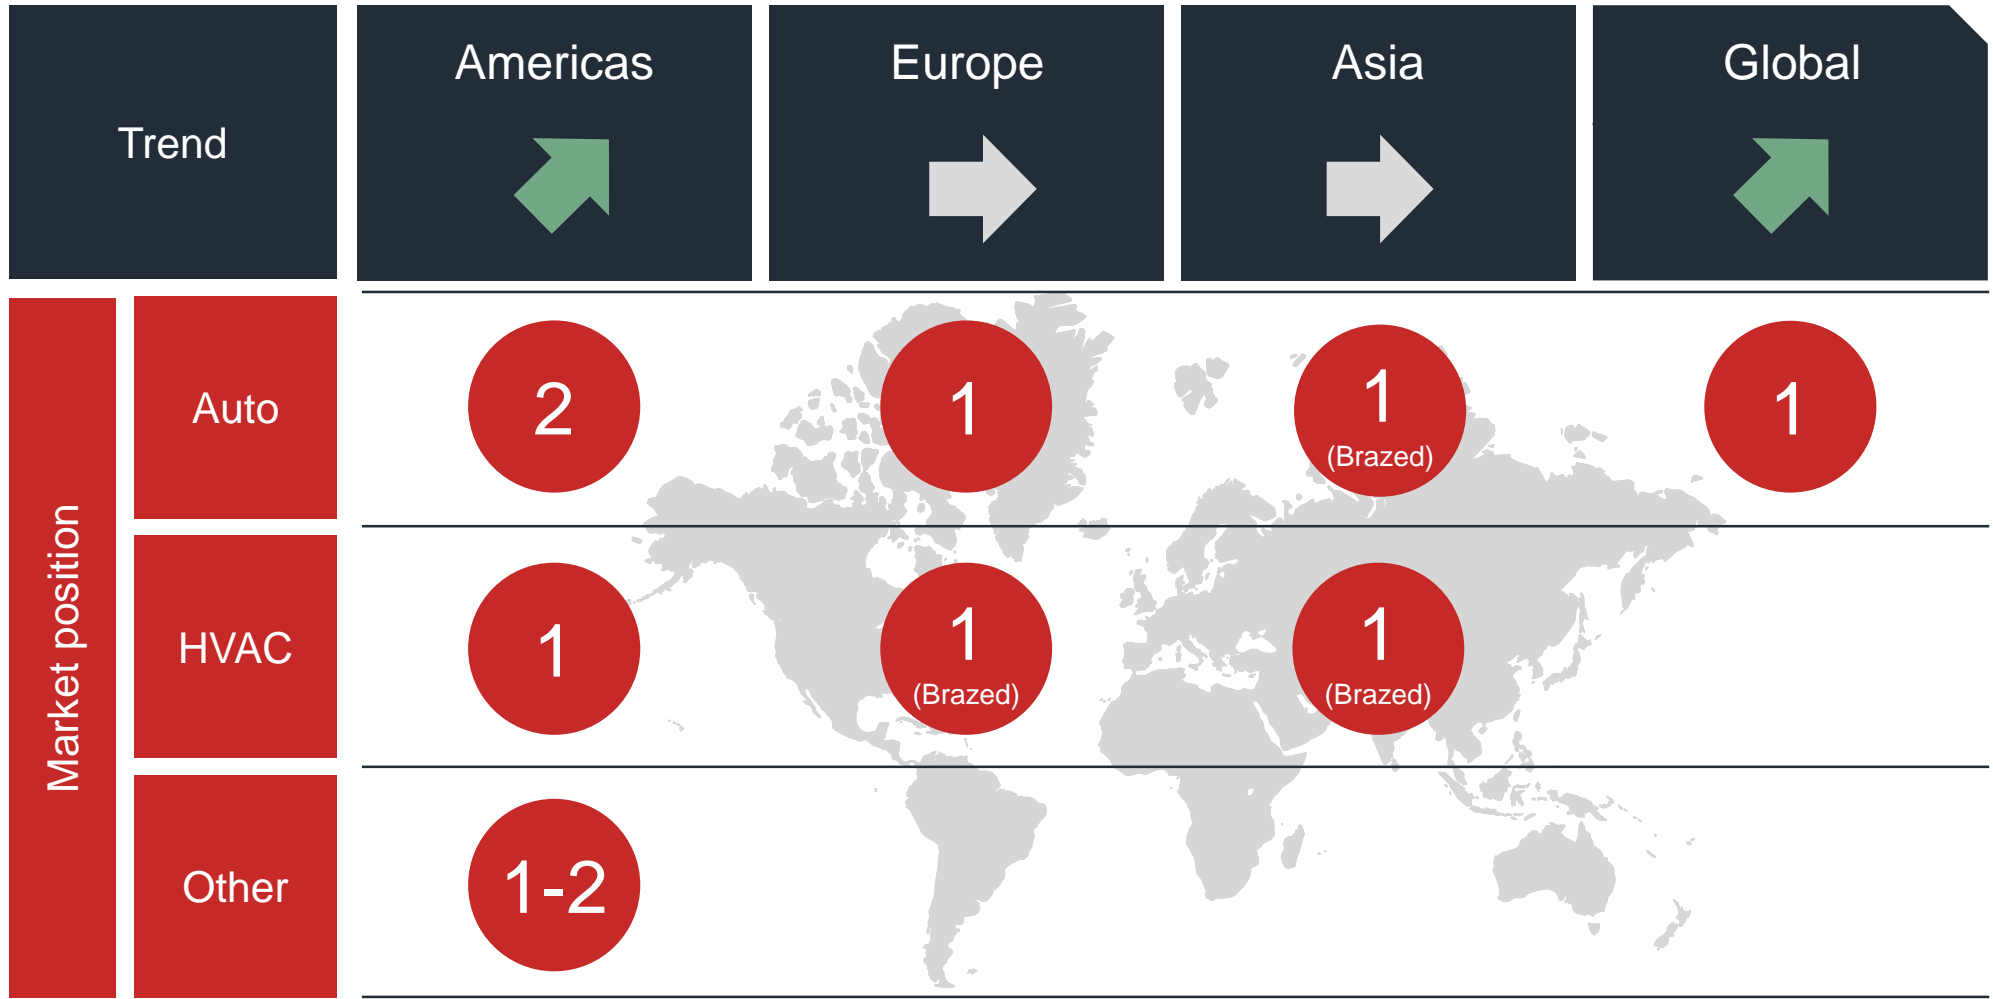 Trend
Americas
Europe
Asia
Global
Market position
Auto
2
1
1
(Brazed)
1
HVAC
1
1
(Brazed)
1
(Brazed)
Other
1-2